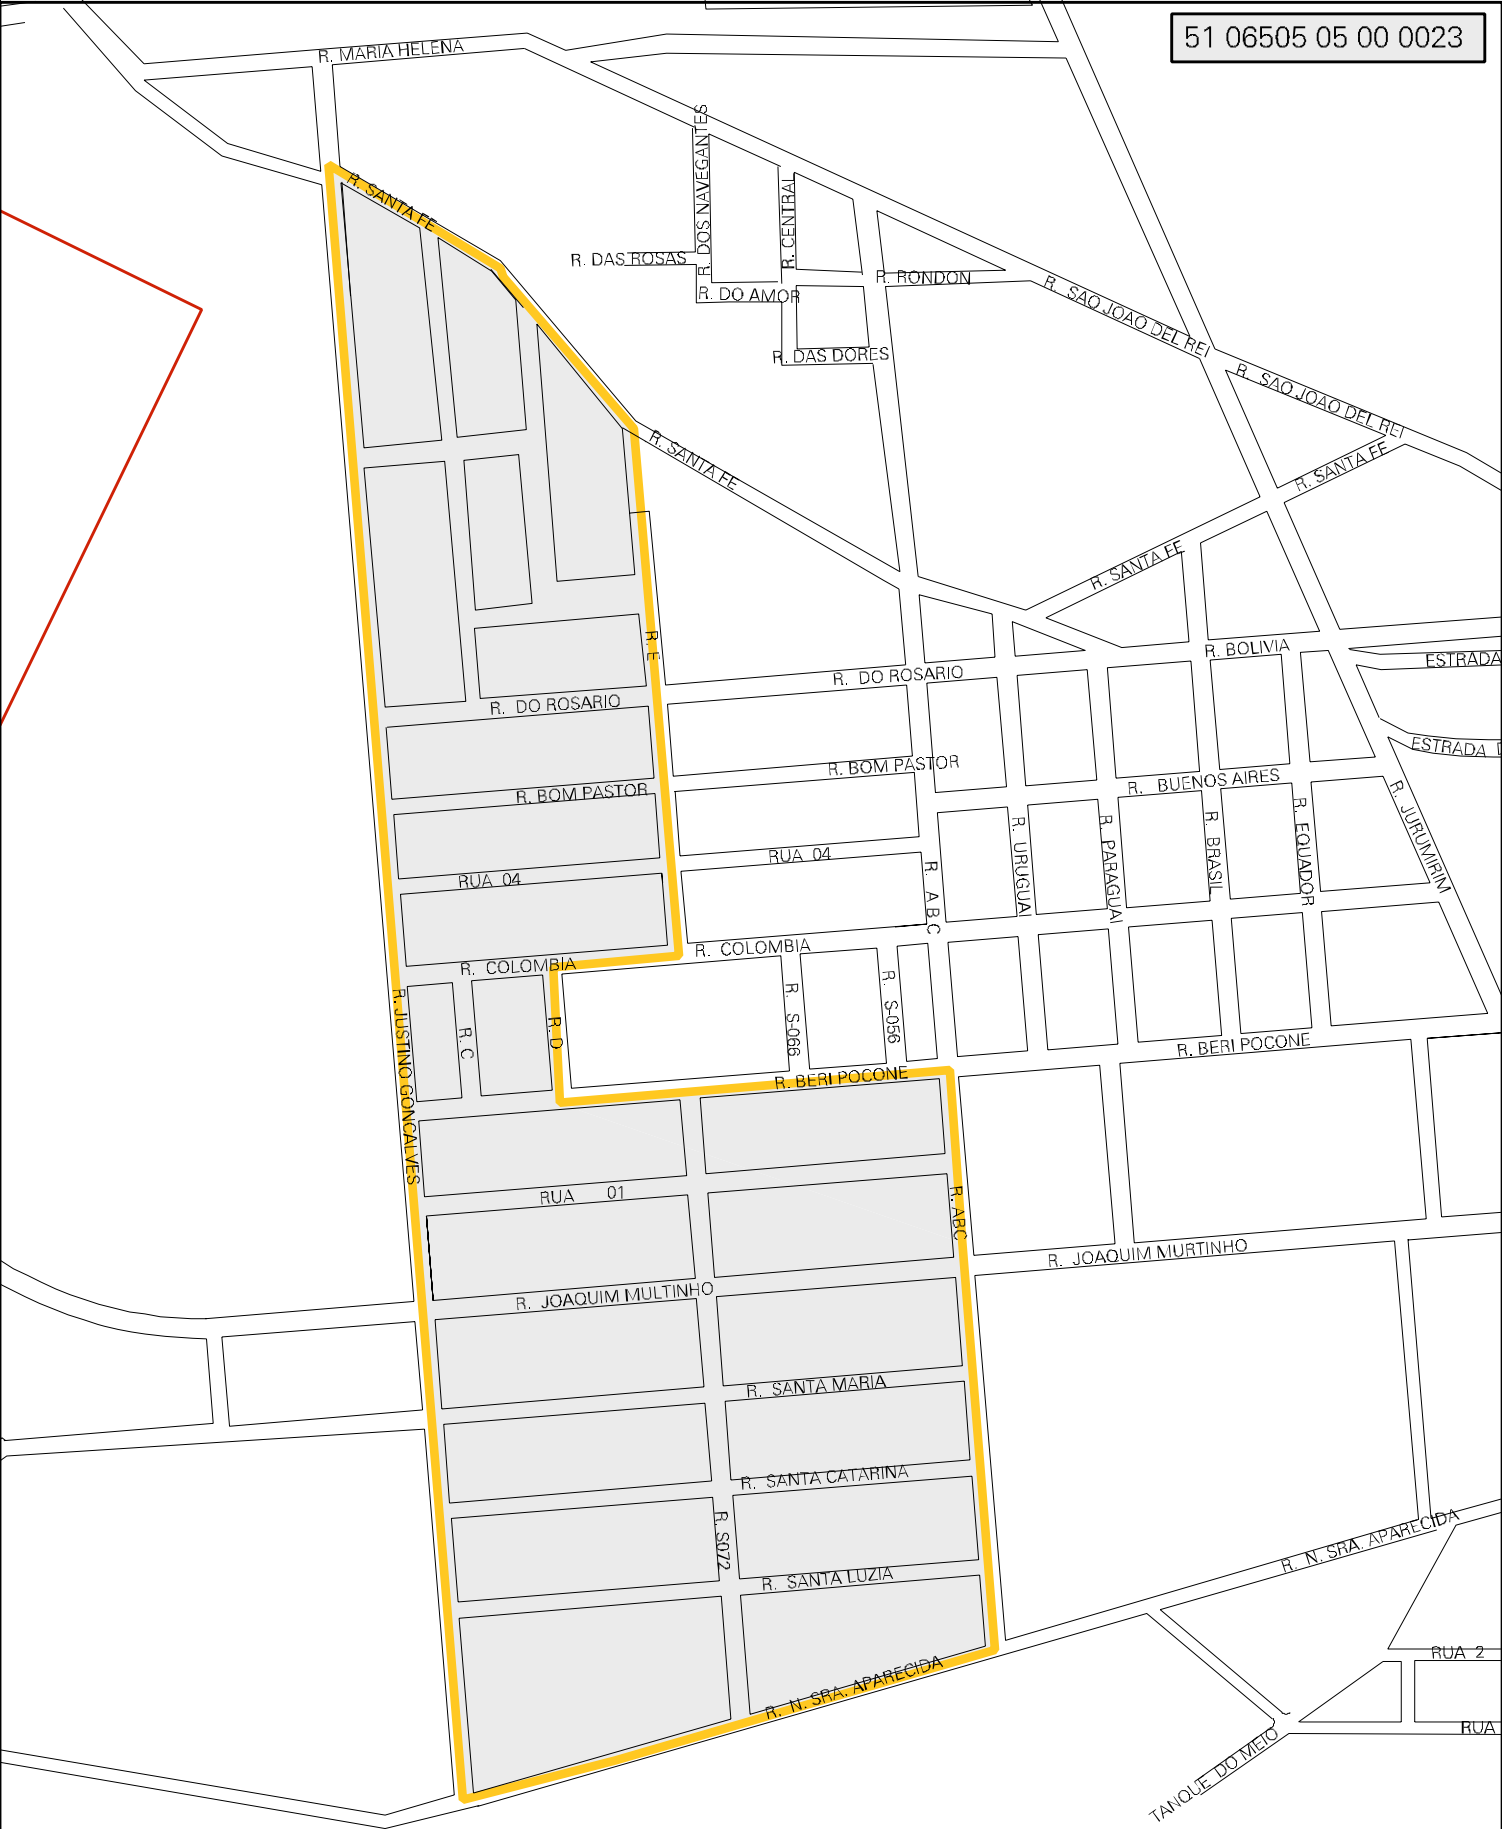 51 06505 05 00 0023
R. MARIA HELENA
R. SANTA FE
R. DOS NAVEGANTES
R. CENTRAL
R. DAS ROSAS
R. DO AMOR
R. RONDON
R. SAO JOAO DEL REI
R. DAS DORES
R. SAO JOAO DEL REI
R. SANTA FE
R. SANTA FE
R. SANTA FE
R. E
R. BOLIVIA
ESTRADA
R. DO ROSARIO
R. DO ROSARIO
ESTRADA D
R. BOM PASTOR
R. BOM PASTOR
R. BUENOS AIRES
R. JURUMIRIM
R. URUGUAI
R. PARAGUAI
R. BRASIL
R. EQUADOR
RUA 04
RUA 04
R. A B C
R. COLOMBIA
R. COLOMBIA
R. JUSTINO GONCALVES
R. C
R. D
R. S-066
R. S-056
R. BERI POCONE
R. BERI POCONE
RUA 01
R. ABC
R. JOAQUIM MURTINHO
R. JOAQUIM MULTINHO
R. SANTA MARIA
R. SANTA CATARINA
R. S072
R. N. SRA. APARECIDA
R. SANTA LUZIA
R. N. SRA. APARECIDA
RUA 2
RUA
TANQUE DO MEIO